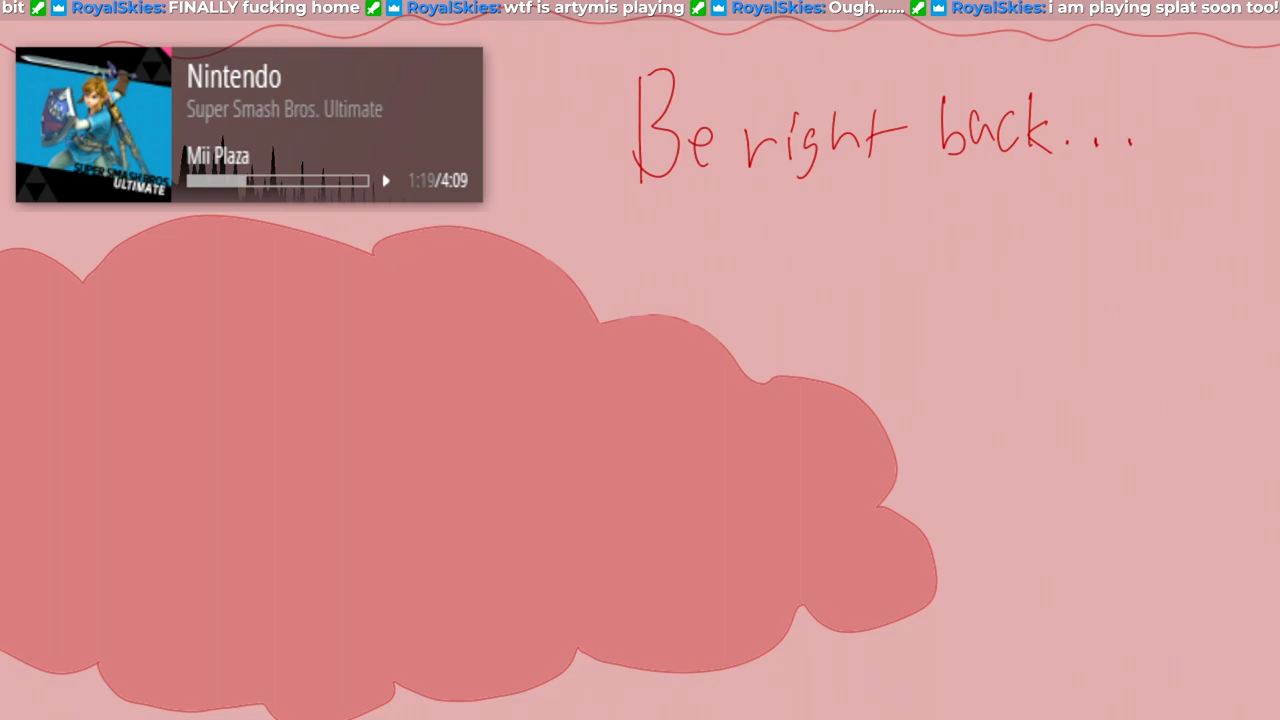 bit RoyalSkies: FINALLY fucking home RoyalSkies: wtf is artymis playing RoyalSkies: Ough....... RoyalSkies: i am playing splat soon too!
Nintendo
Super Smash Bros. Ultimate
Mii Plaza
1:19/4:09
SUPER SMASH BROS.
ULTIMATE
Be right back...